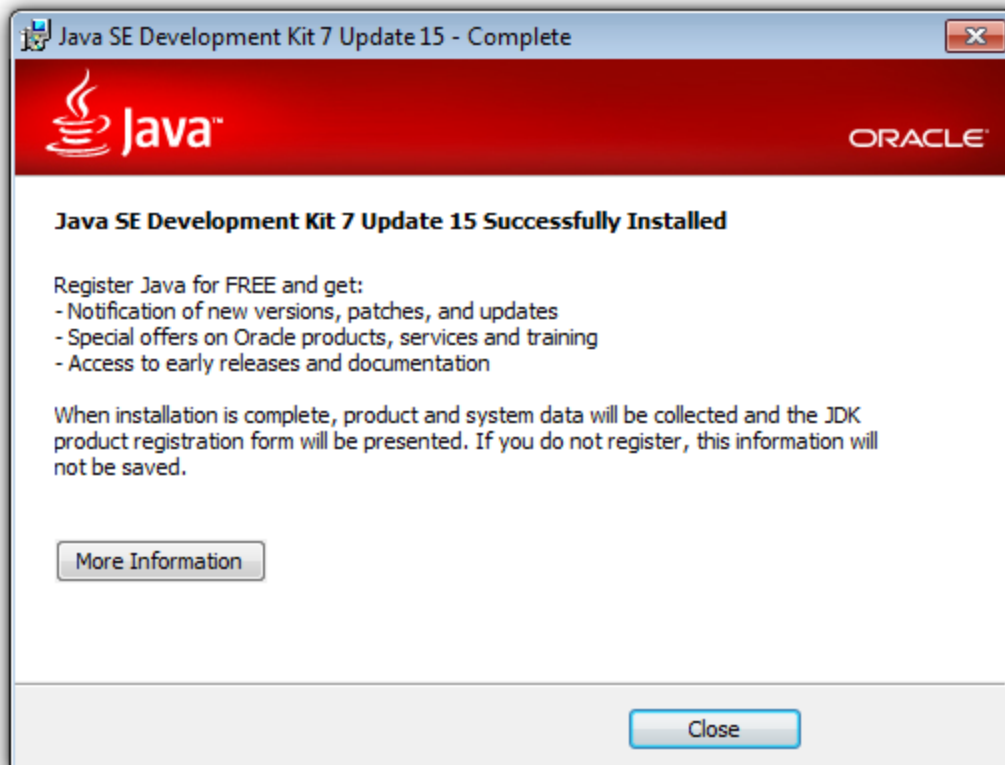 Java SE Development Kit 7 Update 15 - Complete
Java™
ORACLE®
Java SE Development Kit 7 Update 15 Successfully Installed
Register Java for FREE and get:
- Notification of new versions, patches, and updates
- Special offers on Oracle products, services and training
- Access to early releases and documentation
When installation is complete, product and system data will be collected and the JDK
product registration form will be presented. If you do not register, this information will
not be saved.
More Information
Close